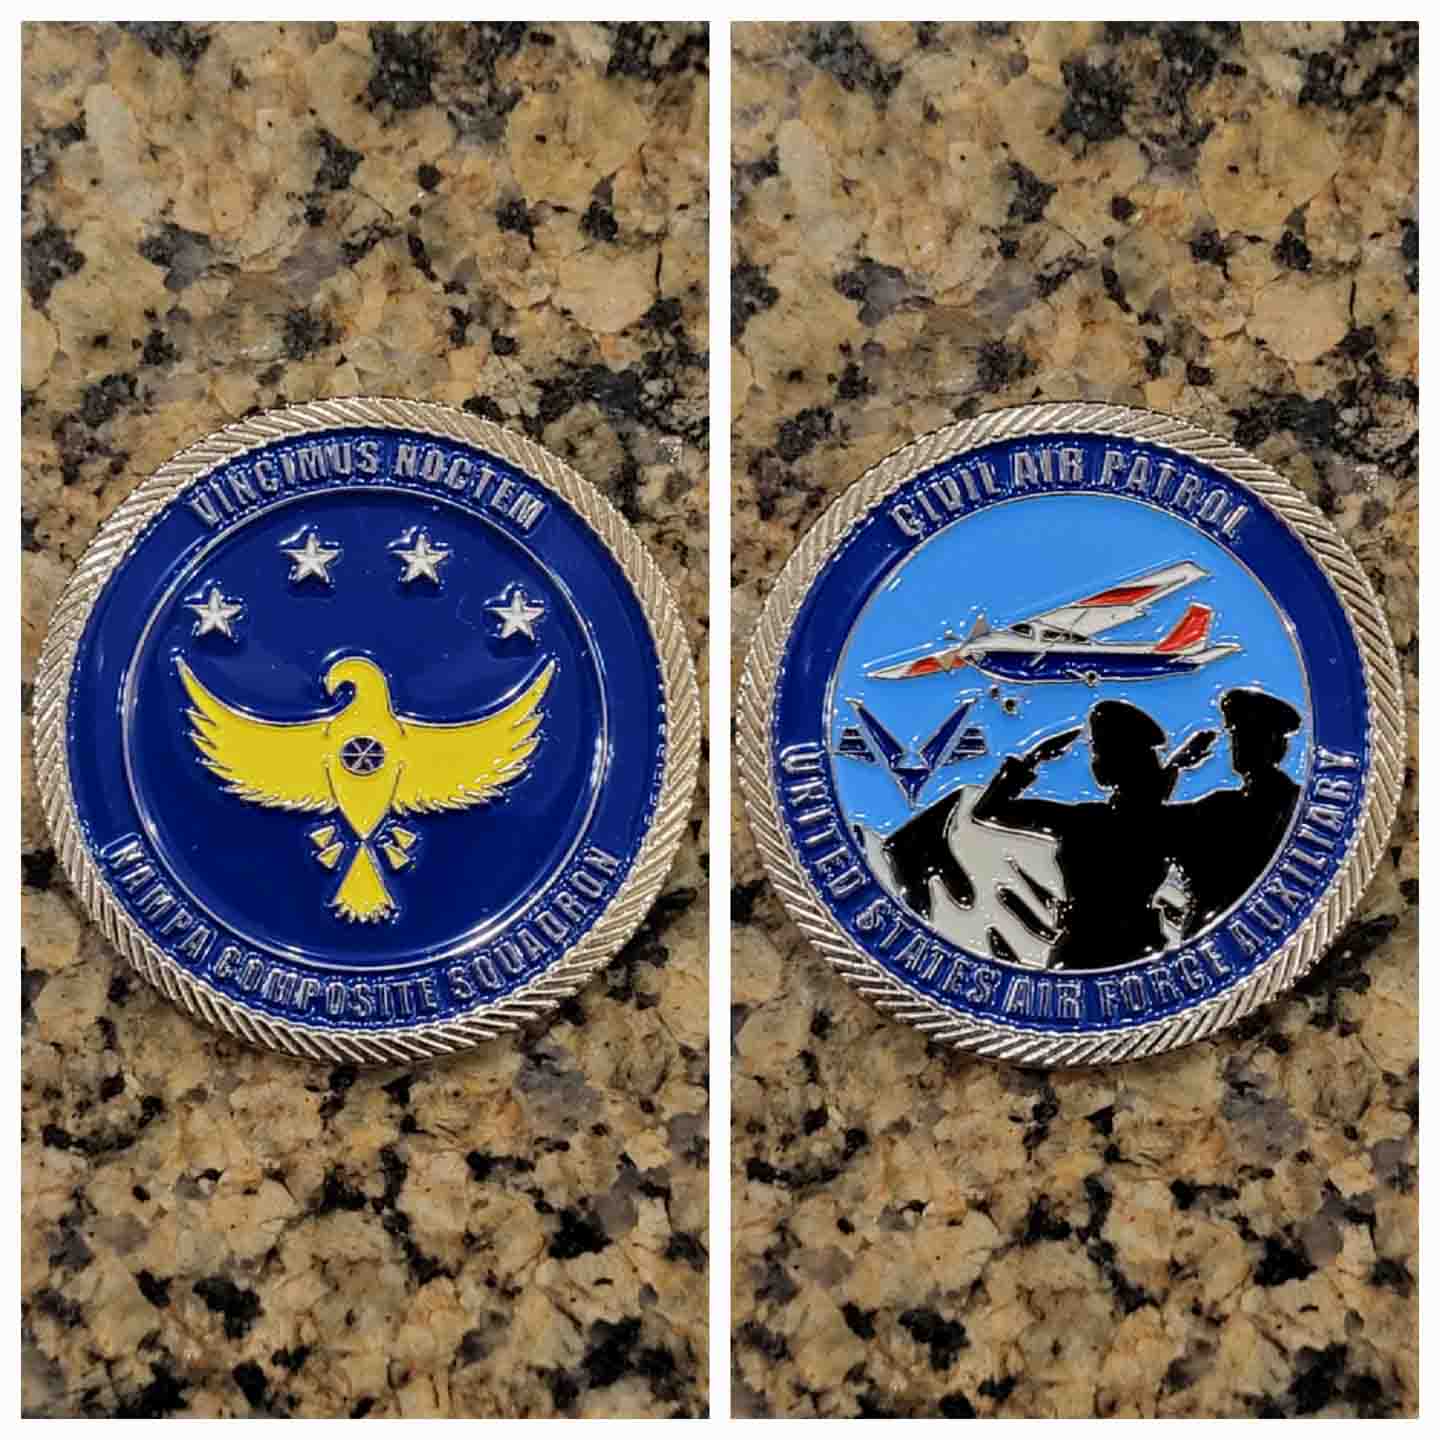 VINCIMUS NOCTEM
NAMPA COMPOSITE SQUADRON
CIVIL AIR PATROL
UNITED STATES AIR FORCE AUXILIARY